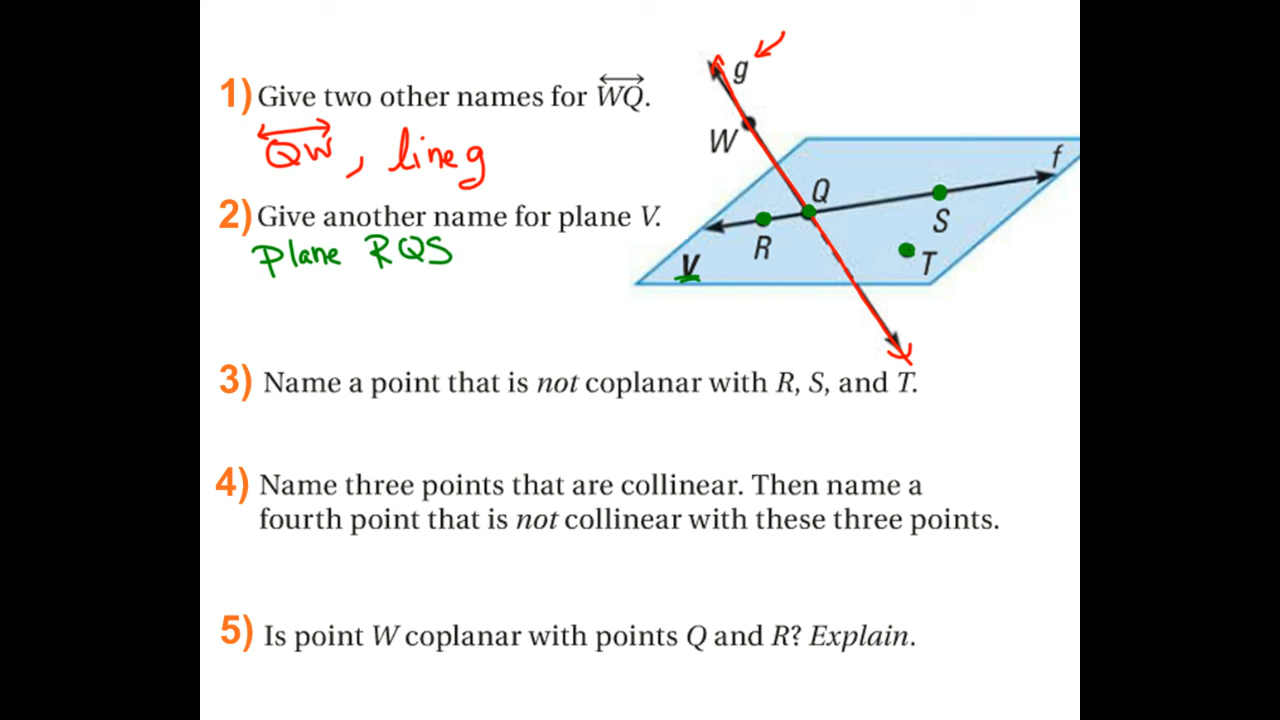 1) Give two other names for WQ.
QW, line g
2) Give another name for plane V.
Plane RQS
g
W
Q
f
S
R
T
V
3) Name a point that is not coplanar with R, S, and T.
4) Name three points that are collinear. Then name a
fourth point that is not collinear with these three points.
5) Is point W coplanar with points Q and R? Explain.